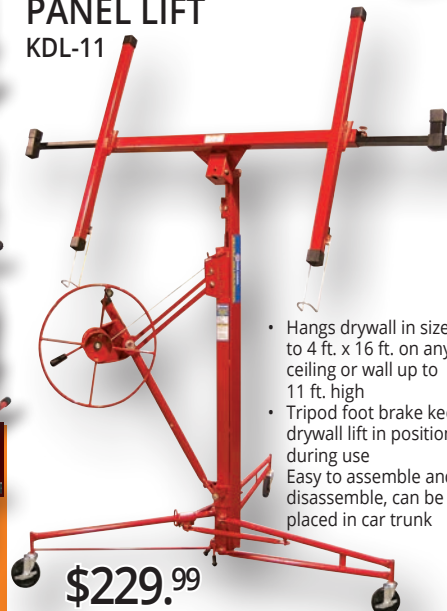 PANEL LIFT
KDL-11
• Hangs drywall in size
to 4 ft. x 16 ft. on any
ceiling or wall up to
11 ft. high
• Tripod foot brake kee
drywall lift in position
during use
Easy to assemble and
disassemble, can be
placed in car trunk
$229.99